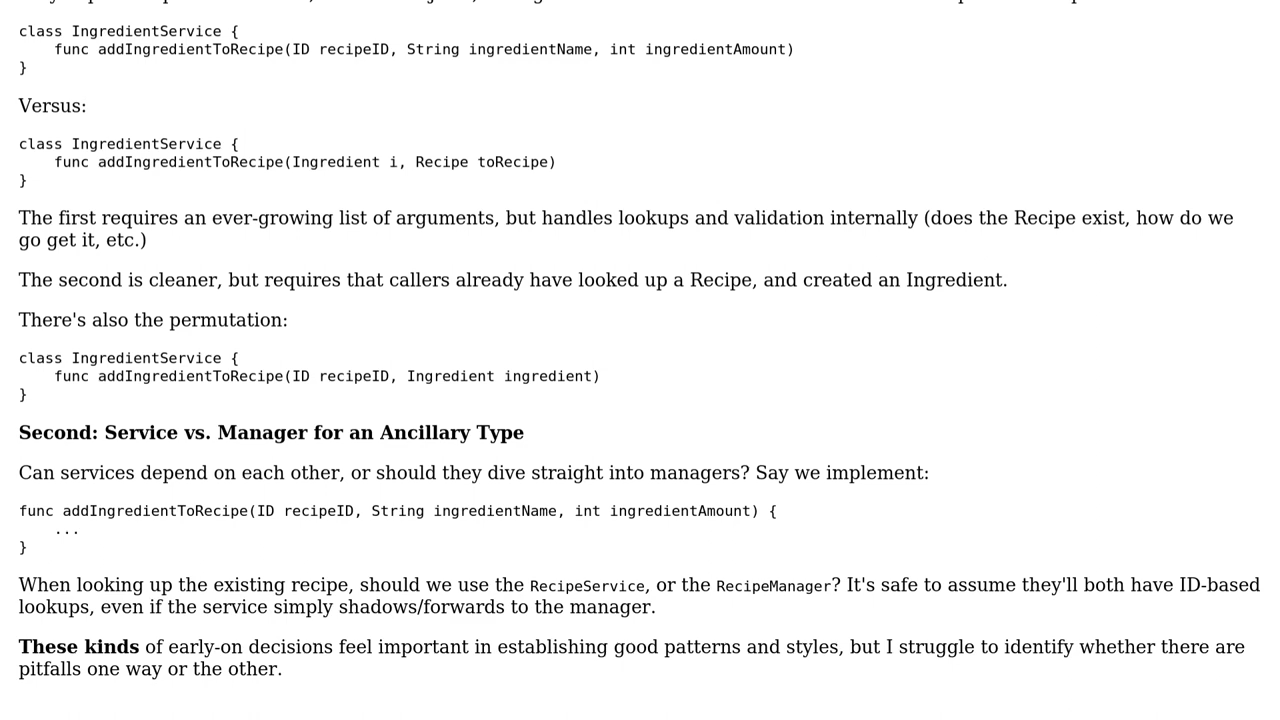 class IngredientService {
    func addIngredientToRecipe(ID recipeID, String ingredientName, int ingredientAmount)
}
Versus:
class IngredientService {
    func addIngredientToRecipe(Ingredient i, Recipe toRecipe)
}
The first requires an ever-growing list of arguments, but handles lookups and validation internally (does the Recipe exist, how do we
go get it, etc.)
The second is cleaner, but requires that callers already have looked up a Recipe, and created an Ingredient.
There's also the permutation:
class IngredientService {
    func addIngredientToRecipe(ID recipeID, Ingredient ingredient)
}
Second: Service vs. Manager for an Ancillary Type
Can services depend on each other, or should they dive straight into managers? Say we implement:
func addIngredientToRecipe(ID recipeID, String ingredientName, int ingredientAmount) {
    ...
}
When looking up the existing recipe, should we use the RecipeService, or the RecipeManager? It's safe to assume they'll both have ID-based
lookups, even if the service simply shadows/forwards to the manager.
These kinds of early-on decisions feel important in establishing good patterns and styles, but I struggle to identify whether there are
pitfalls one way or the other.